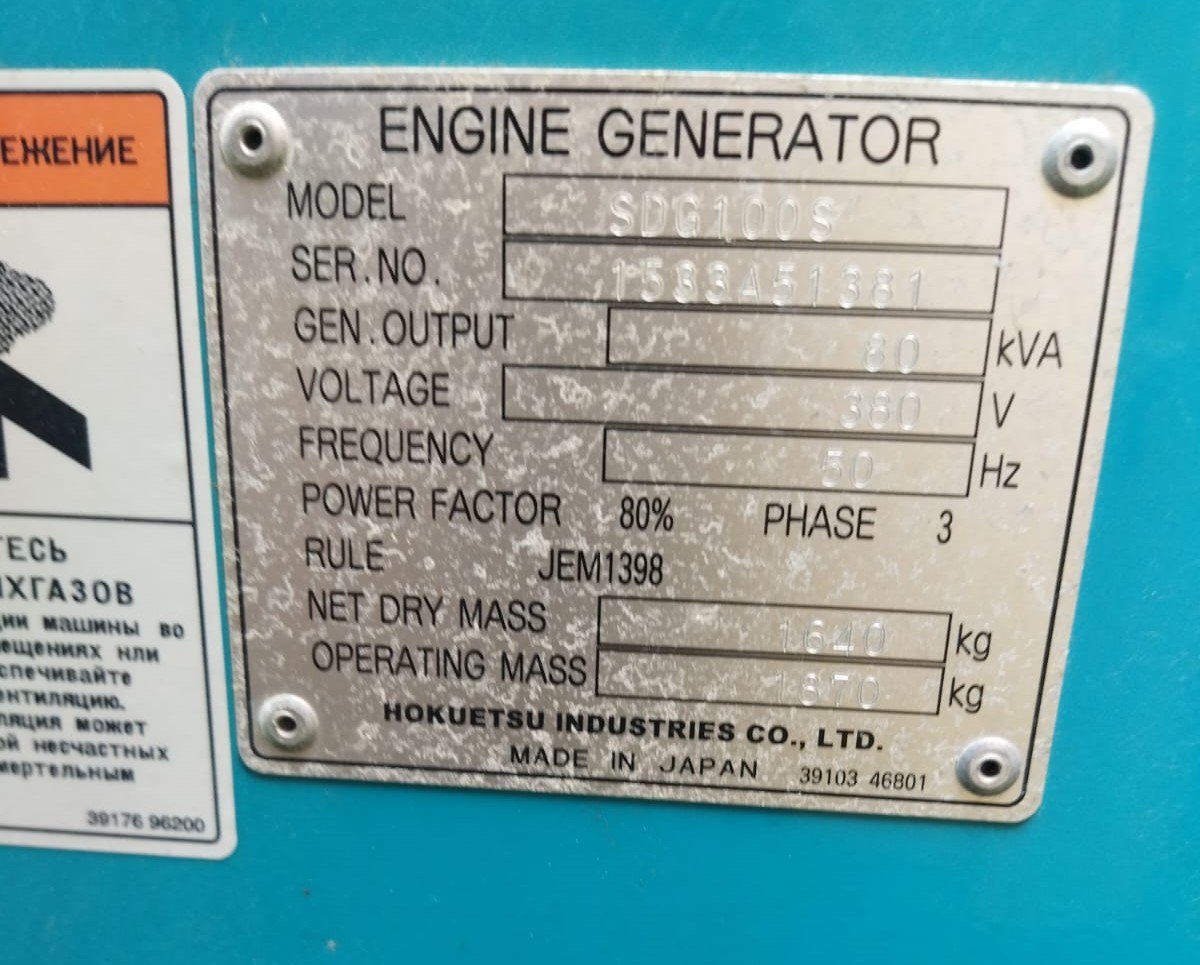 ЕЖЕНИЕ
ТЕСЬ
ХГАЗОВ
ии машины во
ещениях или
спечивайте
ентиляцию.
ляция может
ой несчастных
мертельным
39176 96200
ENGINE GENERATOR
MODEL SDG100S
SER.NO. 1533A51381
GEN.OUTPUT 80 kVA
VOLTAGE 380 V
FREQUENCY 50 Hz
POWER FACTOR 80% PHASE 3
RULE JEM1398
NET DRY MASS 1640 kg
OPERATING MASS 1870 kg
HOKUETSU INDUSTRIES CO., LTD.
MADE IN JAPAN 39103 46801